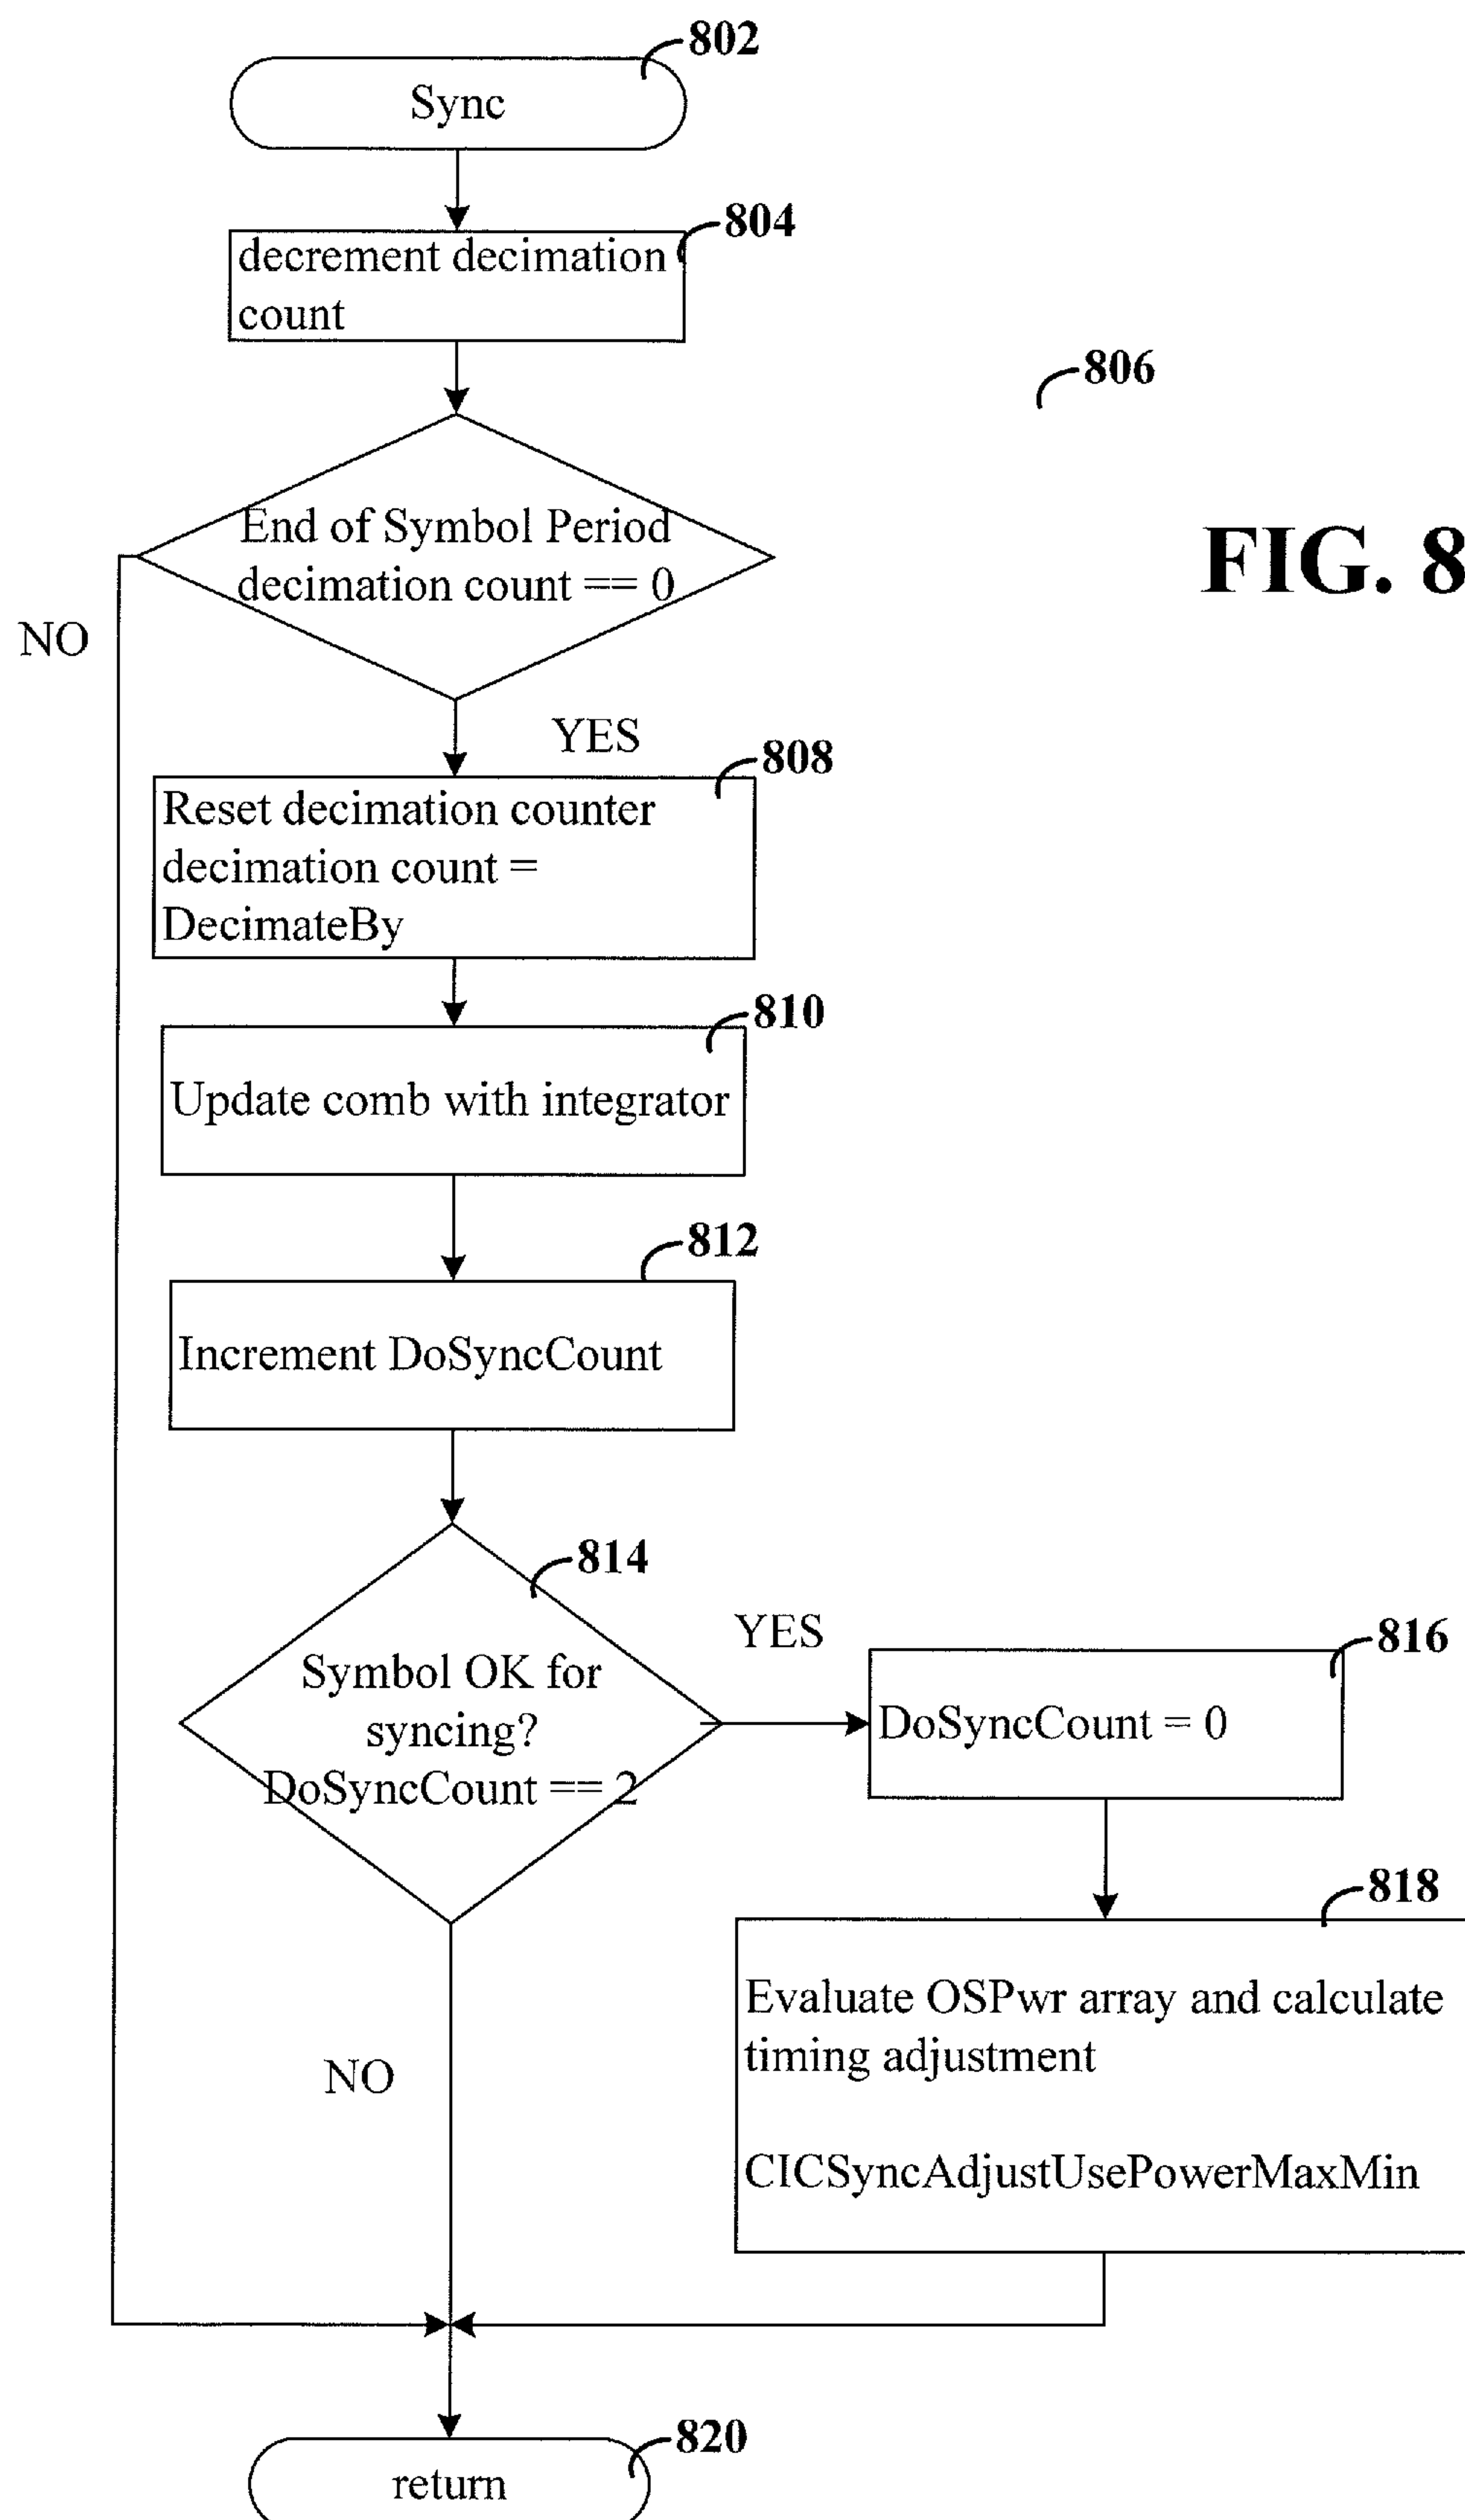 802
Sync
804
decrement decimation
count
806
End of Symbol Period
decimation count == 0
FIG. 8
NO
YES
808
Reset decimation counter
decimation count =
DecimateBy
810
Update comb with integrator
812
Increment DoSyncCount
814
Symbol OK for
syncing?
DoSyncCount == 2
YES
816
DoSyncCount = 0
818
Evaluate OSPwr array and calculate
timing adjustment
CICSyncAdjustUsePowerMaxMin
NO
820
return